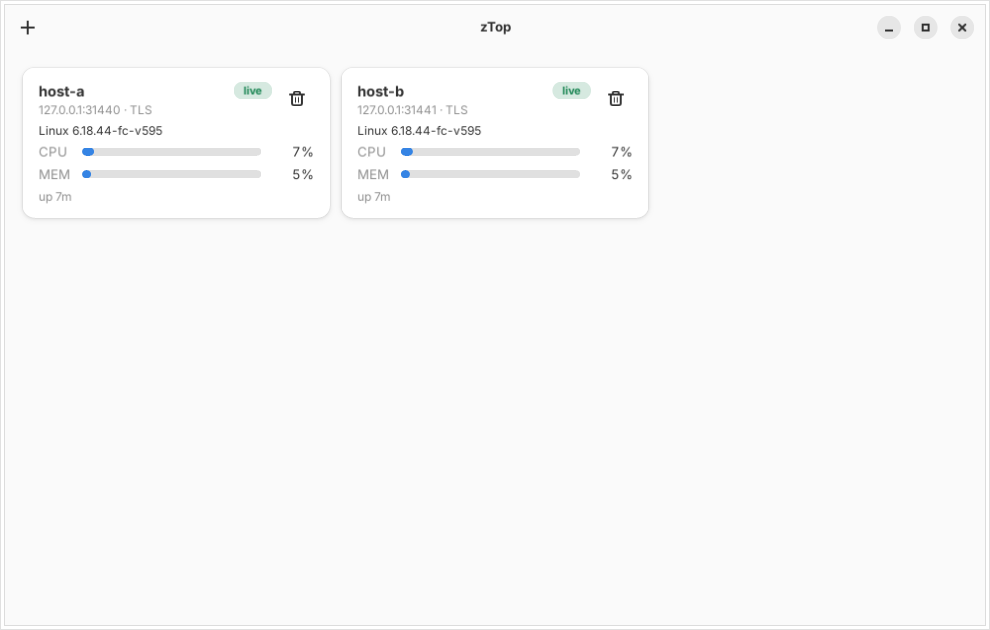 zTop
host-a
live
127.0.0.1:31440 · TLS
Linux 6.18.44-fc-v595
CPU 7%
MEM 5%
up 7m
host-b
live
127.0.0.1:31441 · TLS
Linux 6.18.44-fc-v595
CPU 7%
MEM 5%
up 7m